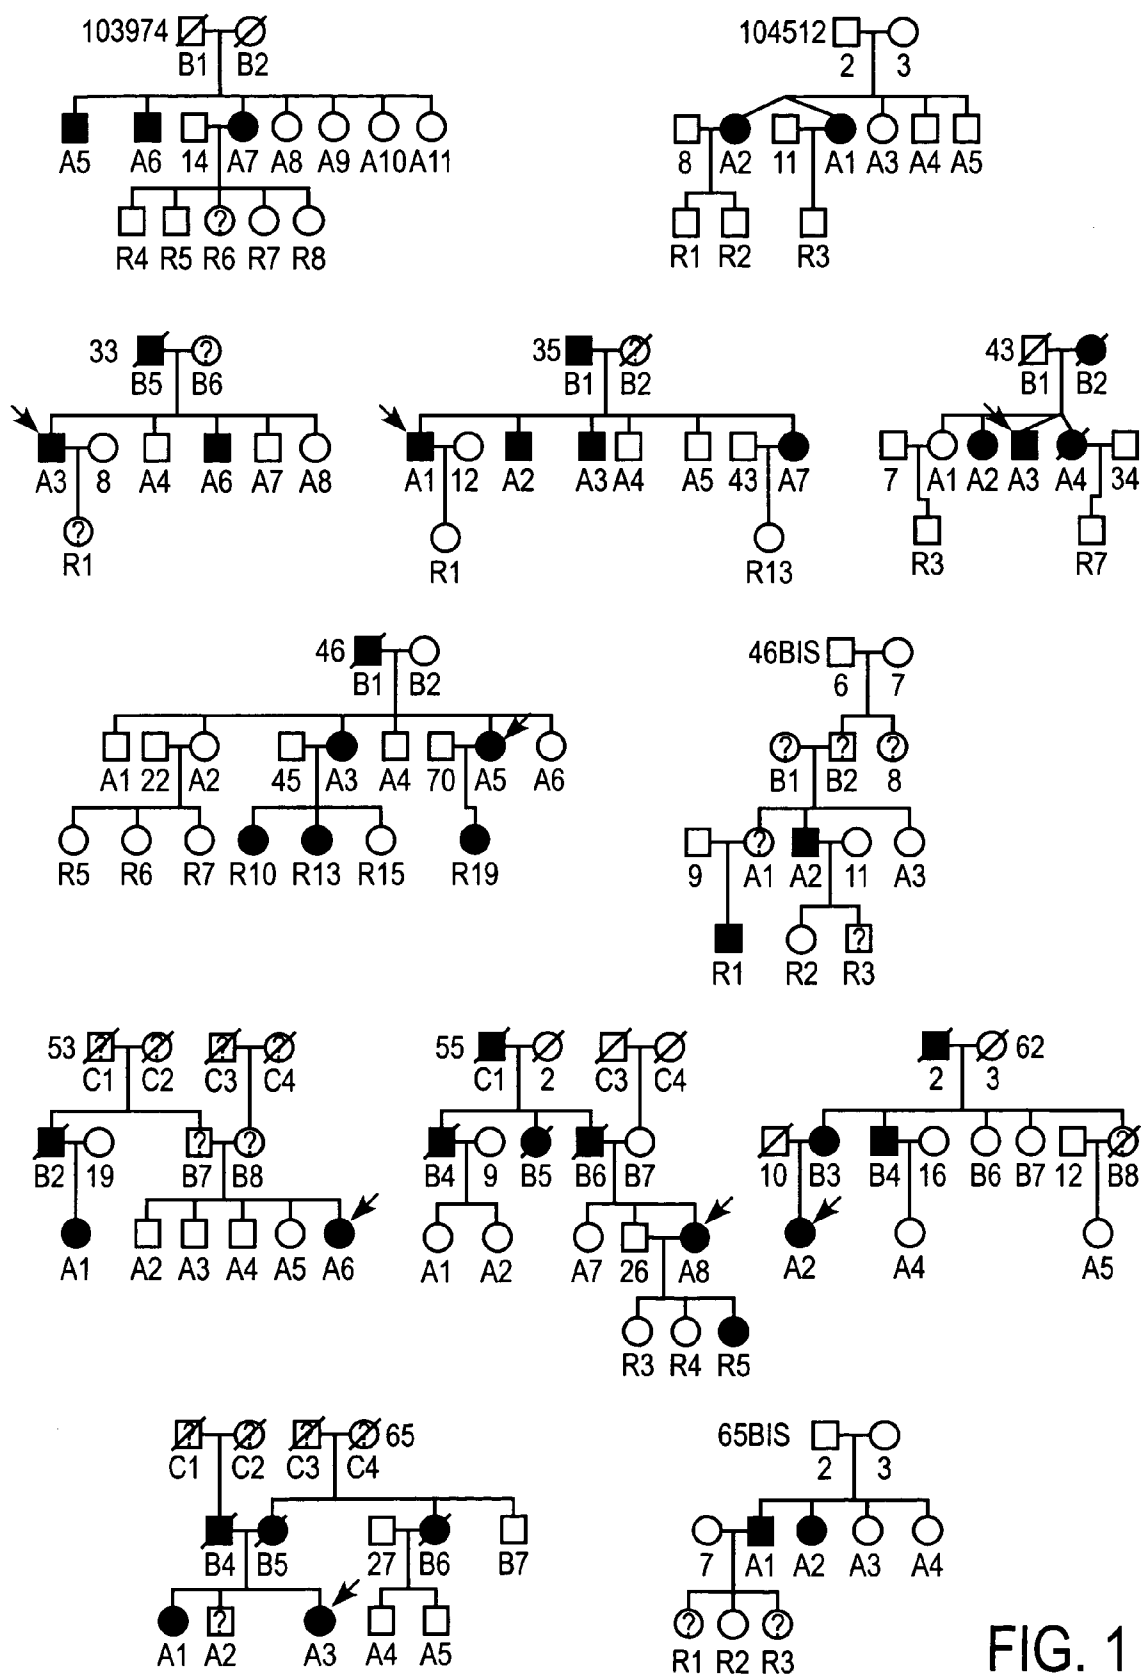 103974 B1 B2
A5 A6 14 A7 A8 A9 A10 A11
? 
R4 R5 R6 R7 R8
104512 2 3
8 A2 11 A1 A3 A4 A5
R1 R2 R3
33 ?
B5 B6
A3 8 A4 A6 A7 A8
?
R1
35 ?
B1 B2
A1 12 A2 A3 A4 A5 43 A7
R1 R13
43 B1 B2
7 A1 A2 A3 A4 34
R3 R7
46 B1 B2
A1 22 A2 45 A3 A4 70 A5 A6
R5 R6 R7 R10 R13 R15 R19
46BIS 6 7
? ? ?
B1 B2 8
?
9 A1 A2 11 A3
?
R1 R2 R3
53 ? ? ? ?
C1 C2 C3 C4
? ?
B2 19 B7 B8
A1 A2 A3 A4 A5 A6
55 C1 2 C3 C4
B4 9 B5 B6 B7
A1 A2 A7 26 A8
R3 R4 R5
62
2 3
?
10 B3 B4 16 B6 B7 12 B8
A2 A4 A5
? ? ? ? 65
C1 C2 C3 C4
B4 B5 27 B6 B7
?
A1 A2 A3 A4 A5
65BIS 2 3
7 A1 A2 A3 A4
? ?
R1 R2 R3
FIG. 1